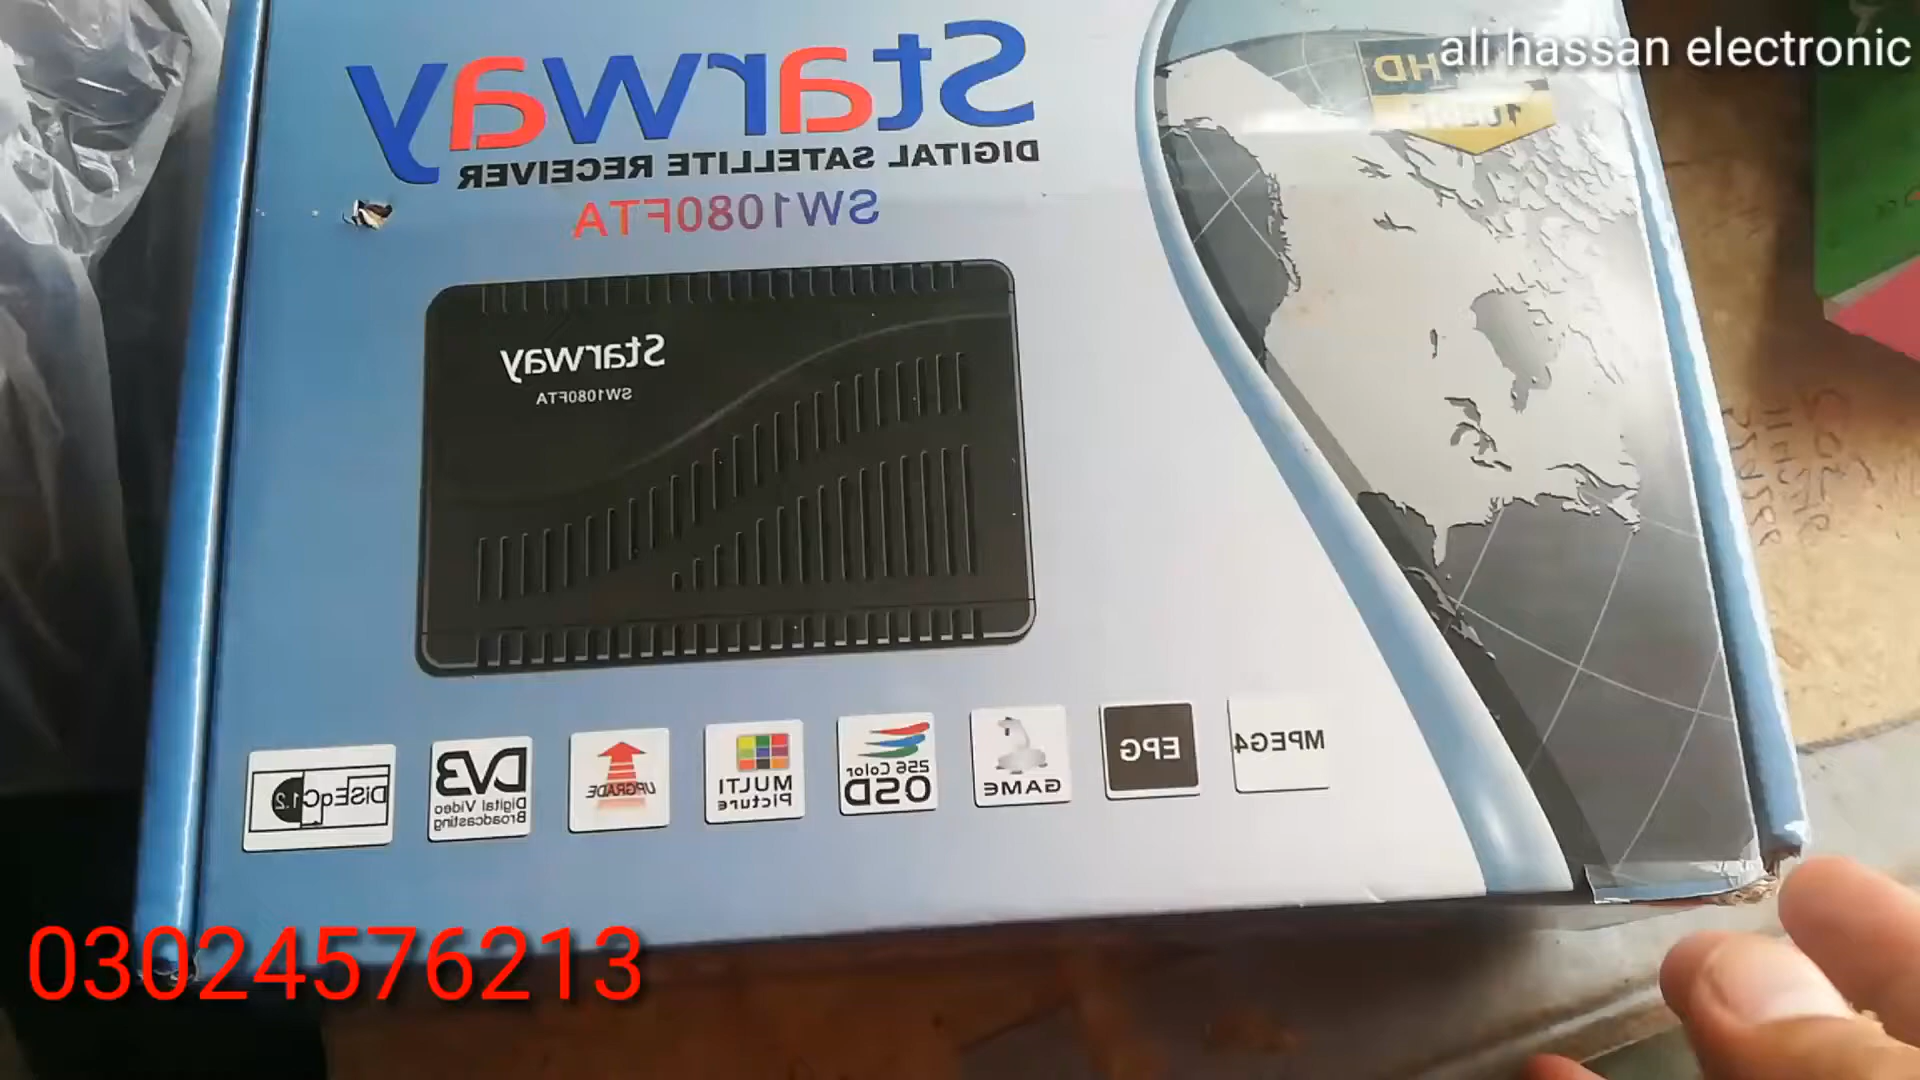 ali hassan electronic
Starway
DIGITAL SATELLITE RECEIVER
SW1080FTA
HD
Starway
SW1080FTA
DiSEqC1.2
DVB
Digital Video
Broadcasting
UPGRADE
MULTI
Picture
256 Color
OSD
GAME
EPG
MPEG4
03024576213